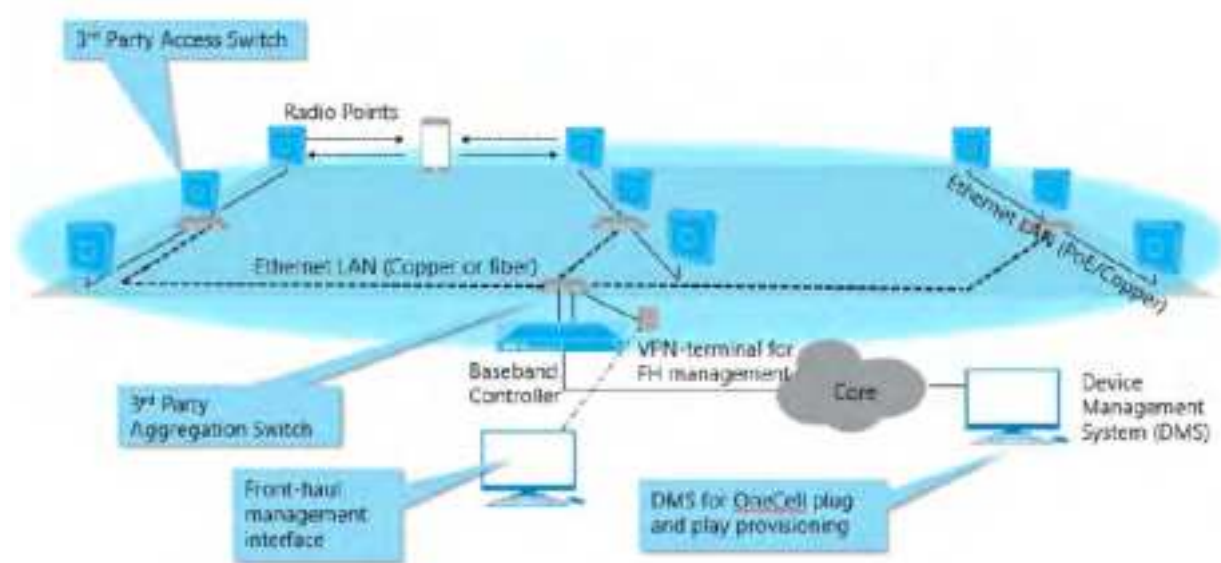 3rd Party Access Switch
Radio Points
Ethernet LAN (PoE/Copper)
Ethernet LAN (Copper or fiber)
Baseband
Controller
VPN-terminal for
FH management
Core
Device
Management
System (DMS)
3rd Party
Aggregation Switch
Front-haul
management
interface
DMS for OneCell plug
and play provisioning